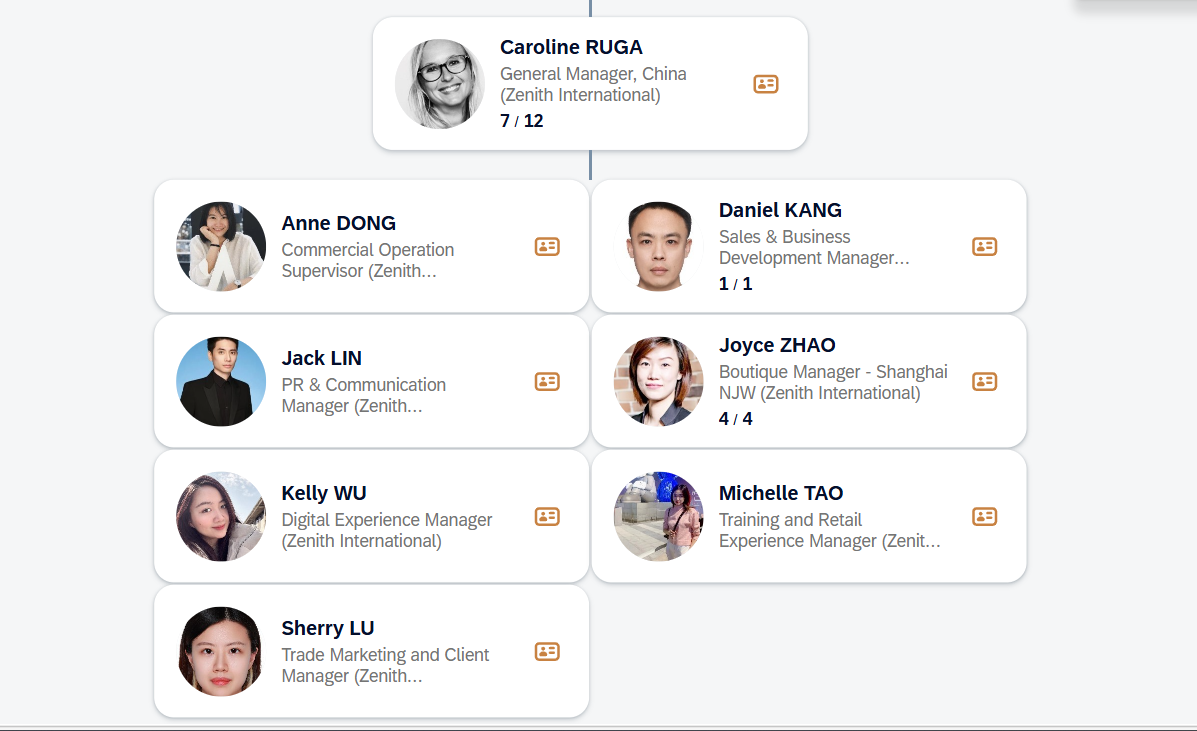 Caroline RUGA
General Manager, China
(Zenith International)
7 / 12
Anne DONG
Commercial Operation
Supervisor (Zenith...
Daniel KANG
Sales & Business
Development Manager...
1 / 1
Jack LIN
PR & Communication
Manager (Zenith...
Joyce ZHAO
Boutique Manager - Shanghai
NJW (Zenith International)
4 / 4
Kelly WU
Digital Experience Manager
(Zenith International)
Michelle TAO
Training and Retail
Experience Manager (Zenit...
Sherry LU
Trade Marketing and Client
Manager (Zenith...